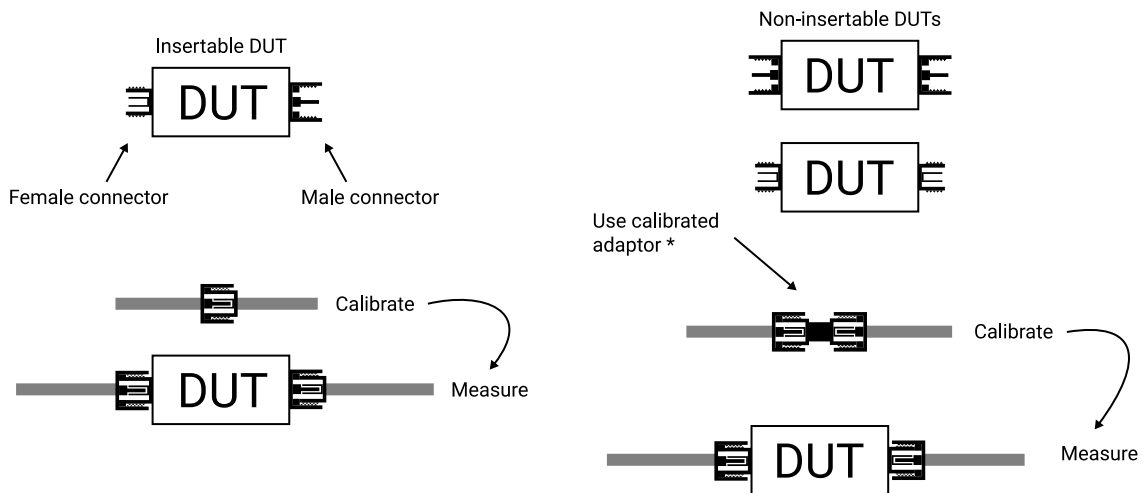 Insertable DUT
DUT
Female connector
Male connector
Calibrate
DUT
Measure
Non-insertable DUTs
DUT
DUT
Use calibrated
adaptor *
Calibrate
DUT
Measure